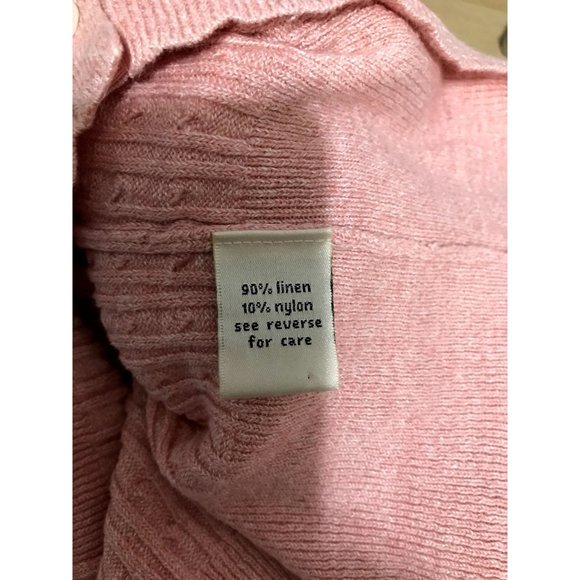 90% linen
10% nylon
see reverse
for care